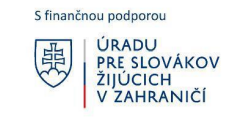 S finančnou podporou
ÚRADU
PRE SLOVÁKOV
ŽIJÚCICH
V ZAHRANIČÍ